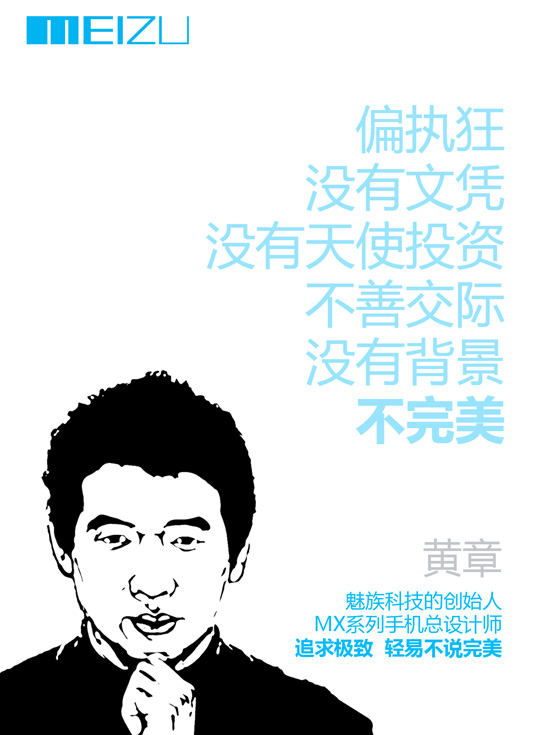 MEIZU
偏执狂
没有文凭
没有天使投资
不善交际
没有背景
不完美
黄章
魅族科技的创始人
MX系列手机总设计师
追求极致 轻易不说完美